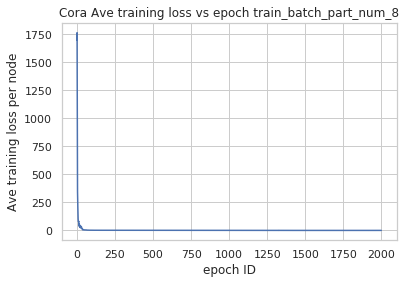 Cora Ave training loss vs epoch train_batch_part_num_8
Ave training loss per node
1750
1500
1250
1000
750
500
250
0
0 250 500 750 1000 1250 1500 1750 2000
epoch ID